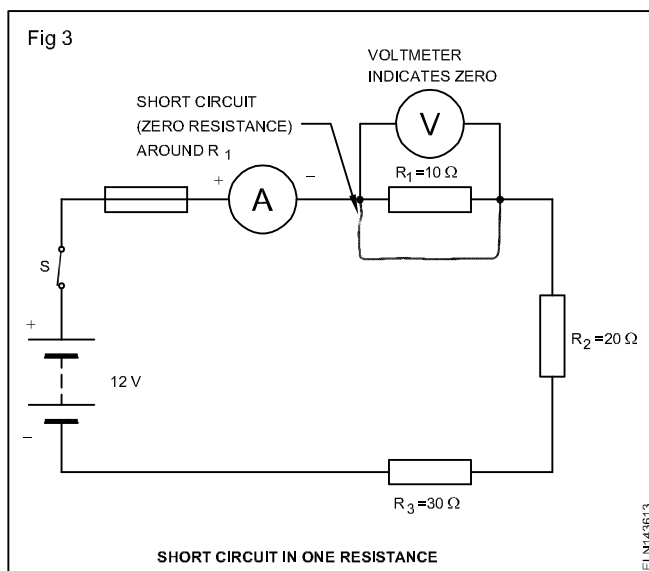 Fig 3
VOLTMETER
INDICATES ZERO
SHORT CIRCUIT
(ZERO RESISTANCE)
AROUND R1
V
R1=10 Ω
+
A
–
S
+
12 V
–
R2=20 Ω
R3=30 Ω
SHORT CIRCUIT IN ONE RESISTANCE
ELN143613